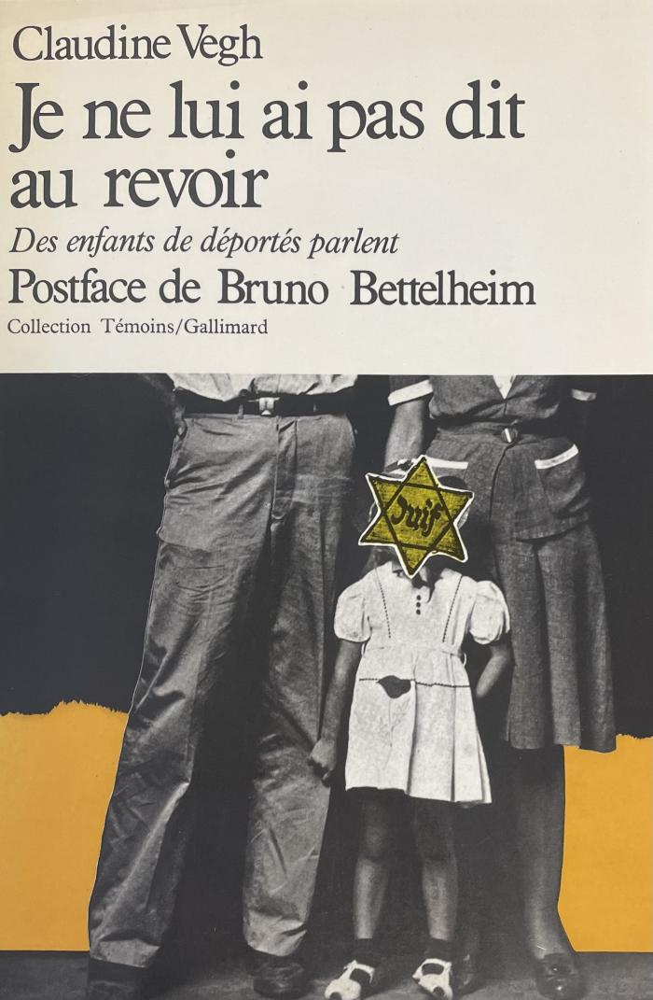 Claudine Vegh
Je ne lui ai pas dit
au revoir
Des enfants de déportés parlent
Postface de Bruno Bettelheim
Collection Témoins/Gallimard
Juif